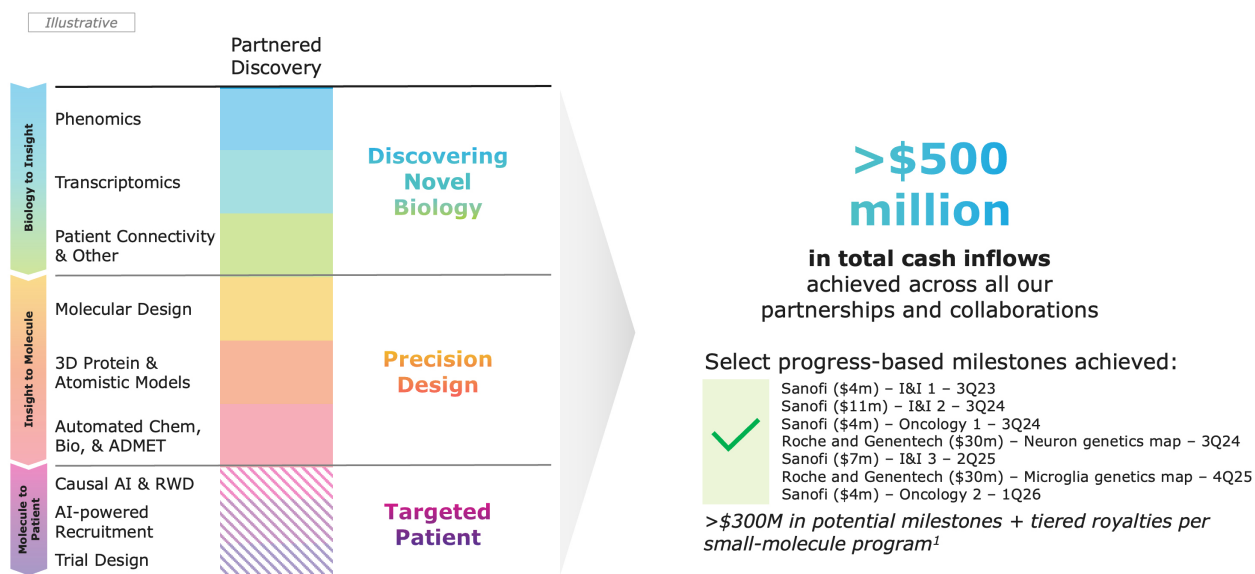 Illustrative
Partnered
Discovery
Biology to Insight
Phenomics
Transcriptomics
Patient Connectivity
& Other
Discovering
Novel
Biology
Insight to Molecule
Molecular Design
3D Protein &
Atomistic Models
Automated Chem,
Bio, & ADMET
Precision
Design
Molecule to
Patient
Causal AI & RWD
AI-powered
Recruitment
Trial Design
Targeted
Patient
>$500
million
in total cash inflows
achieved across all our
partnerships and collaborations
Select progress-based milestones achieved:
Sanofi ($4m) – I&I 1 – 3Q23
Sanofi ($11m) – I&I 2 – 3Q24
Sanofi ($4m) – Oncology 1 – 3Q24
Roche and Genentech ($30m) – Neuron genetics map – 3Q24
Sanofi ($7m) – I&I 3 – 2Q25
Roche and Genentech ($30m) – Microglia genetics map – 4Q25
Sanofi ($4m) – Oncology 2 – 1Q26
>$300M in potential milestones + tiered royalties per
small-molecule program¹